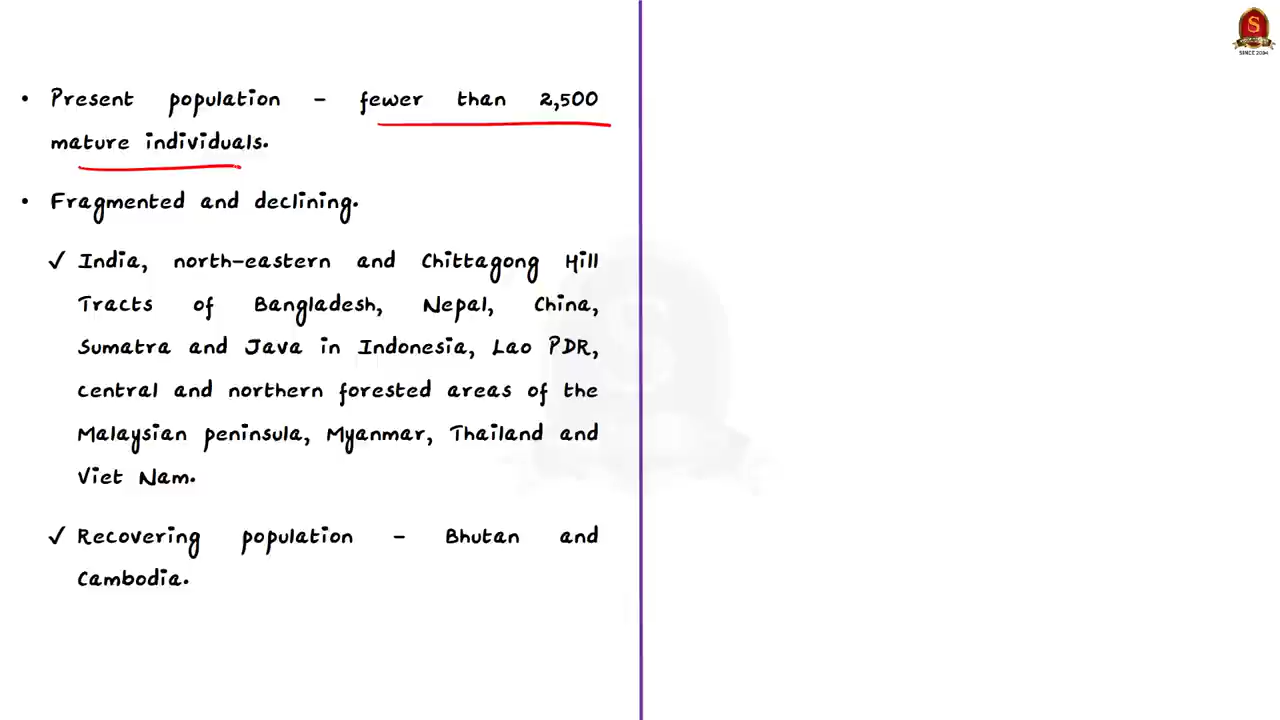 • Present population - fewer than 2,500
mature individuals.
• Fragmented and declining.
✓ India, north-eastern and Chittagong Hill
Tracts of Bangladesh, Nepal, China,
Sumatra and Java in Indonesia, Lao PDR,
central and northern forested areas of the
Malaysian peninsula, Myanmar, Thailand and
Viet Nam.
✓ Recovering population - Bhutan and
Cambodia.
S
SINCE 2004